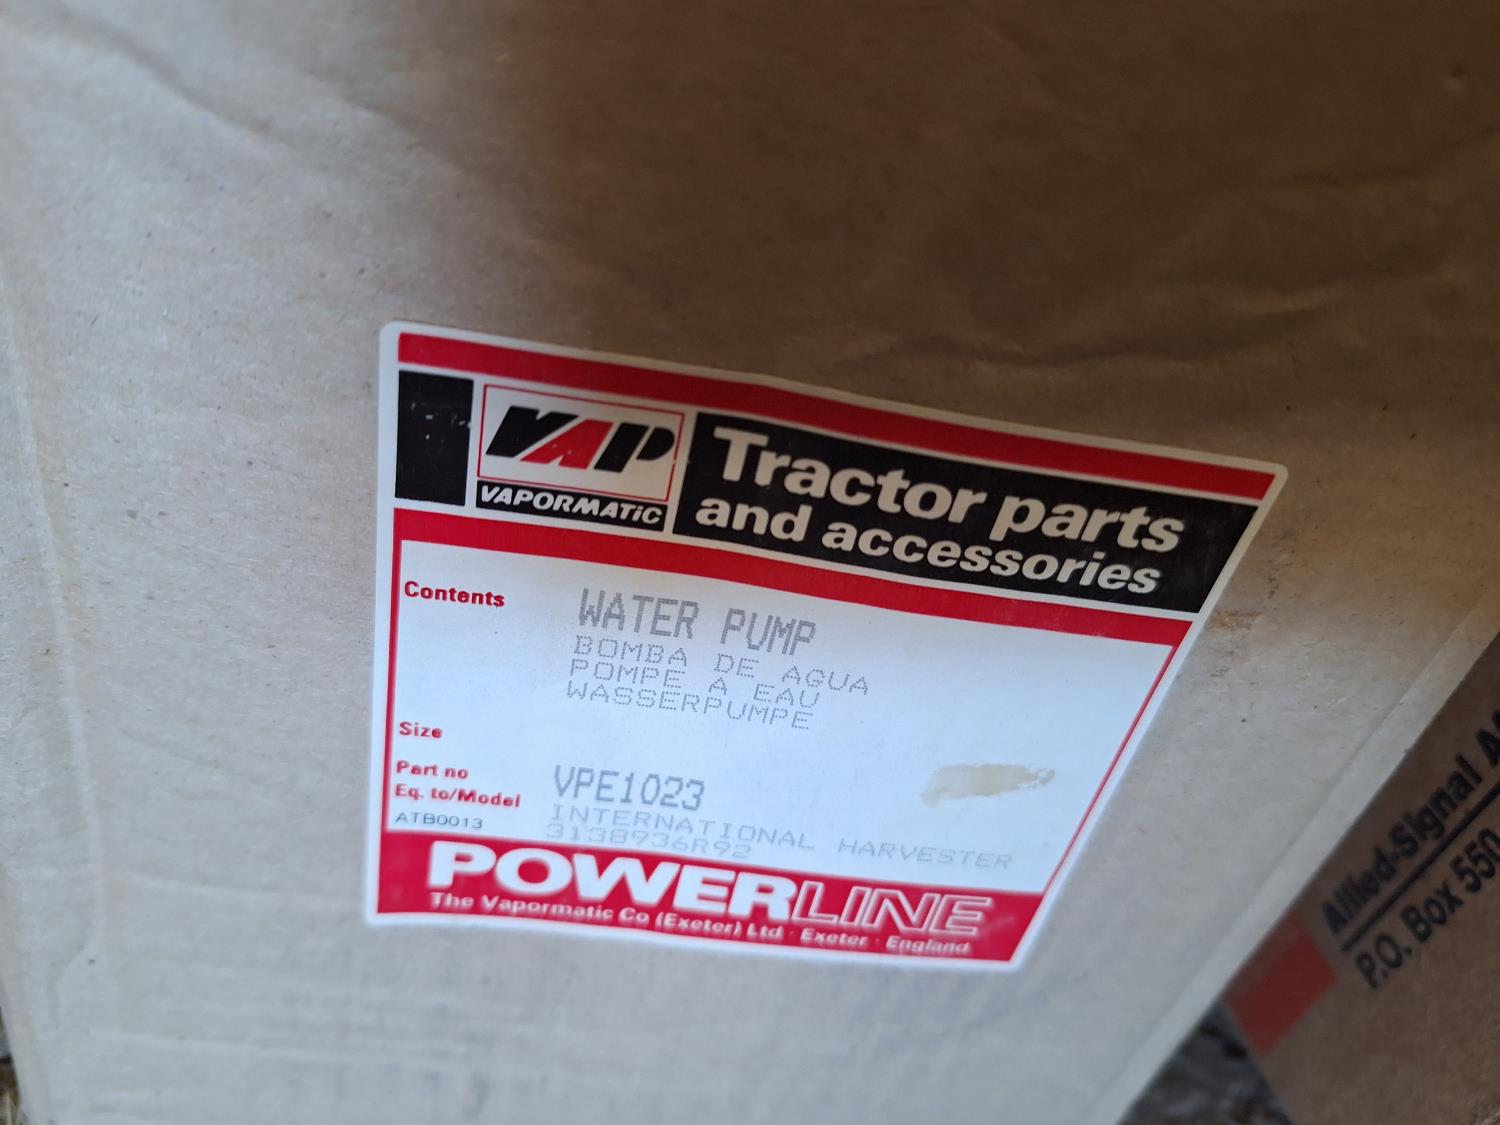 VAP
VAPORMATIC
Tractor parts
and accessories
Contents
WATER PUMP
BOMBA DE AGUA
POMPE A EAU
WASSERPUMPE
Size
Part no
VPE1023
Eq. to/Model
INTERNATIONAL HARVESTER
3138936R92
ATB0013
POWERLINE
The Vapormatic Co (Exeter) Ltd · Exeter · England
Allied-Signal
P.O. Box 550